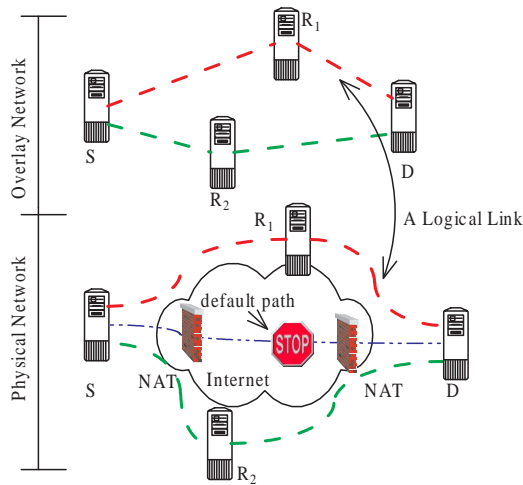 Overlay Network
R1
S
R2
D
A Logical Link
Physical Network
R1
default path
STOP
S
NAT
Internet
NAT
D
R2